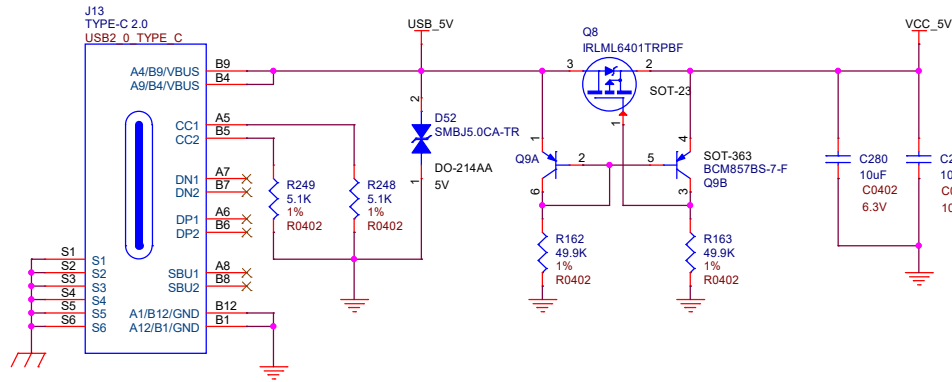 J13
TYPE-C 2.0
USB2_0_TYPE_C
A4/B9/VBUS B9
A9/B4/VBUS B4
CC1 A5
CC2 B5
DN1 A7
DN2 B7
DP1 A6
DP2 B6
SBU1 A8
SBU2 B8
A1/B12/GND B12
A12/B1/GND B1
S1 S1
S2 S2
S3 S3
S4 S4
S5 S5
S6 S6
R249
5.1K
1%
R0402
R248
5.1K
1%
R0402
USB_5V
2
D52
SMBJ5.0CA-TR
DO-214AA
1
5V
Q8
IRLML6401TRPBF
3
2
SOT-23
1
1
Q9A
2
6
5
4
SOT-363
BCM857BS-7-F
3
Q9B
R162
49.9K
1%
R0402
R163
49.9K
1%
R0402
VCC_5V
C280
10uF
C0402
6.3V